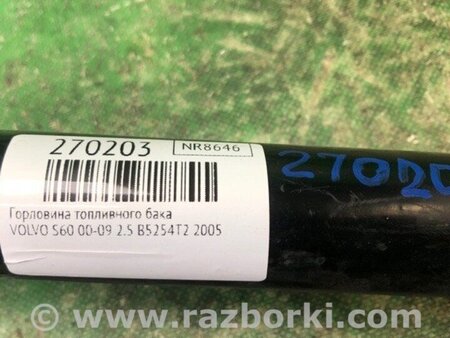 270203
NR8646
27020
Горловина топливного бака
VOLVO S60 00-09 2.5 B5254T2 2005
www.razborki.com